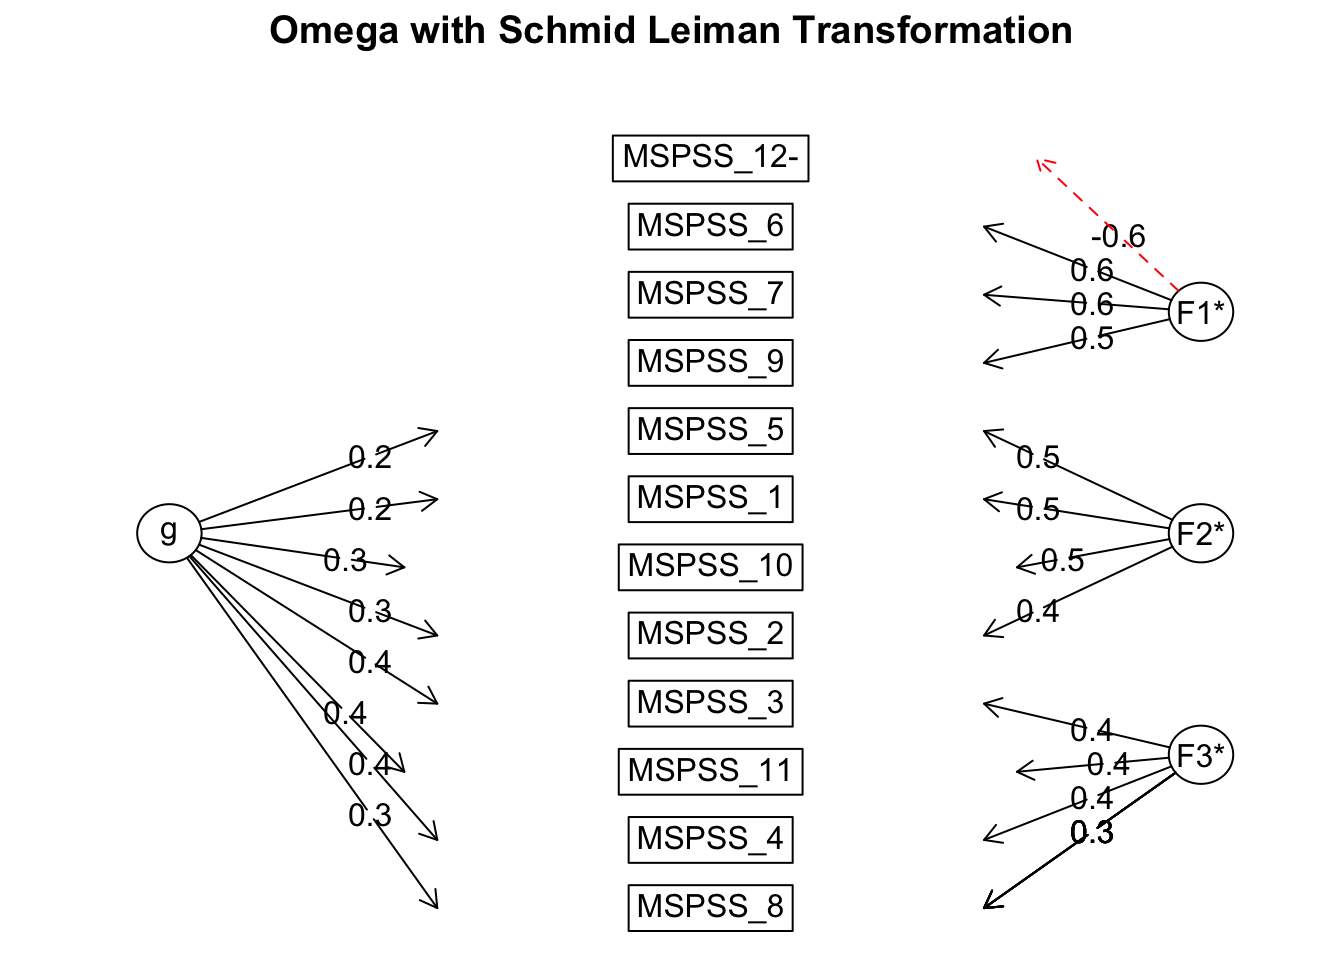 Omega with Schmid Leiman Transformation
MSPSS_12-
MSPSS_6
MSPSS_7
MSPSS_9
MSPSS_5
MSPSS_1
MSPSS_10
MSPSS_2
MSPSS_3
MSPSS_11
MSPSS_4
MSPSS_8
g
0.2
0.2
0.3
0.3
0.4
0.4
0.4
0.3
-0.6
0.6
0.6
0.5
F1*
0.5
0.5
0.5
0.4
F2*
0.4
0.4
0.4
0.3
F3*